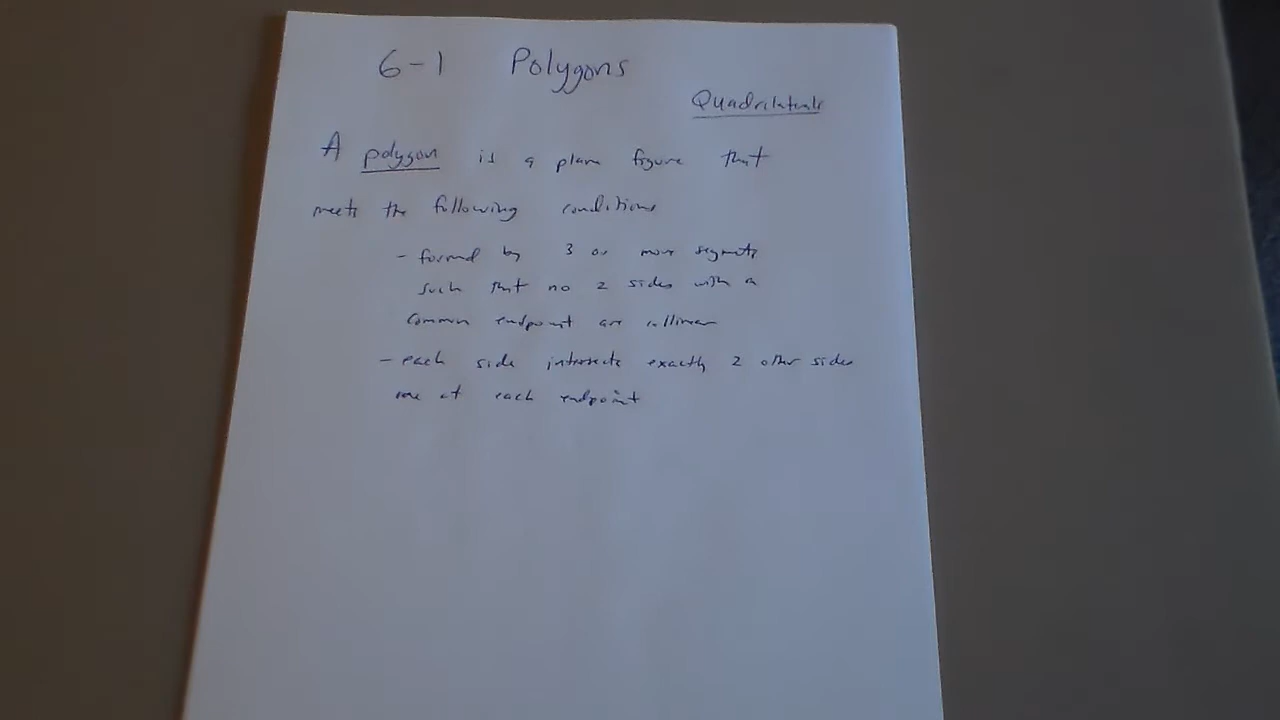 6-1 Polygons
Quadrilaterals
A polygon is a plane figure that
meets the following conditions
- formed by 3 or more segments
such that no 2 sides with a
common endpoint are collinear
- each side intersects exactly 2 other sides
one at each endpoint